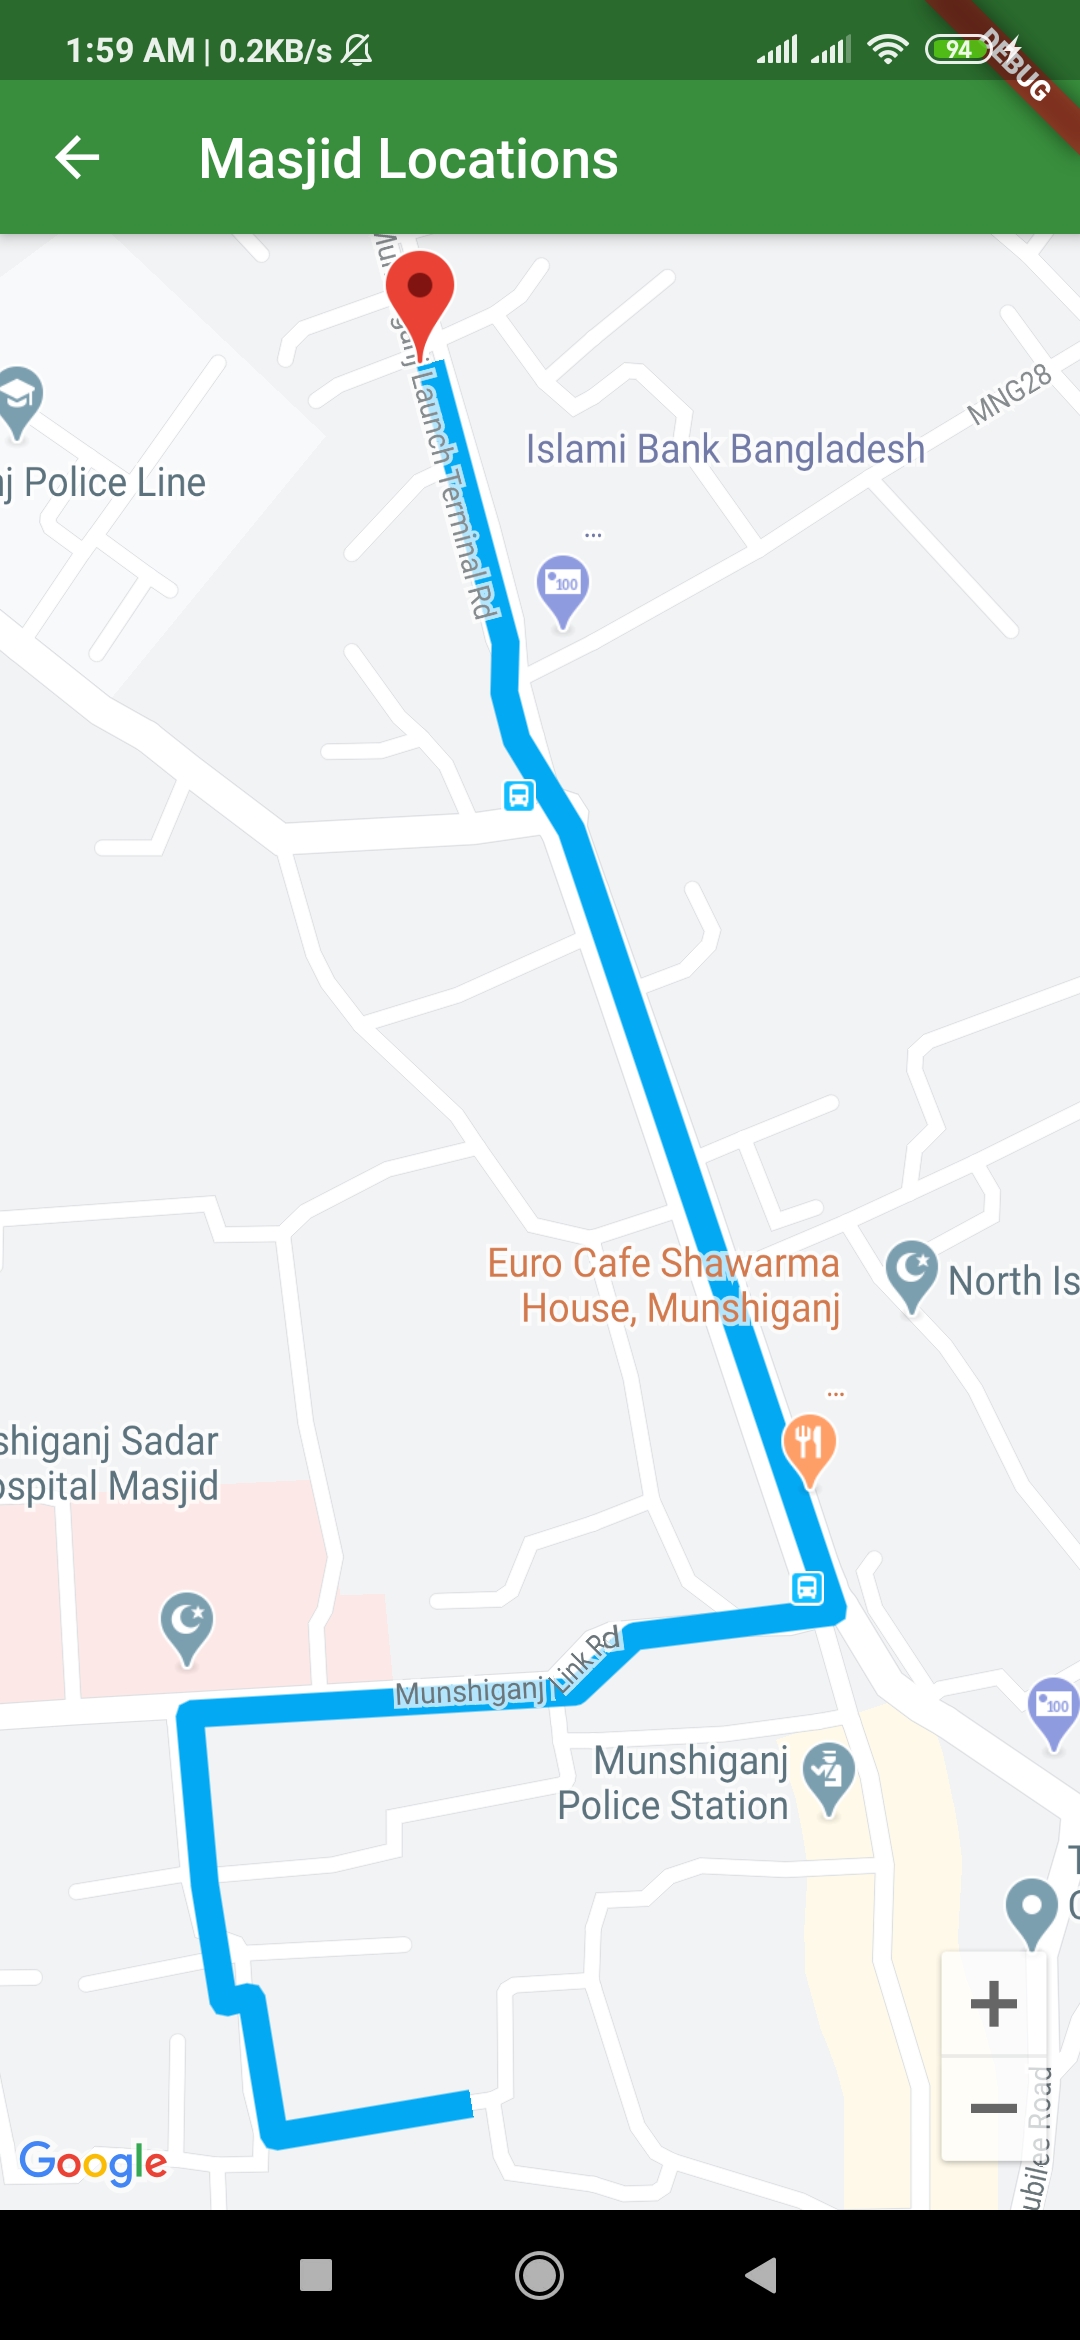 1:59 AM | 0.2KB/s
94
DEBUG
Masjid Locations
MNG28
Launch Terminal Rd
Islami Bank Bangladesh
...
Police Line
100
Euro Cafe Shawarma
House, Munshiganj
...
North Is
shiganj Sadar
ospital Masjid
Munshiganj Link Rd
100
Munshiganj
Police Station
ubilee Road
Google